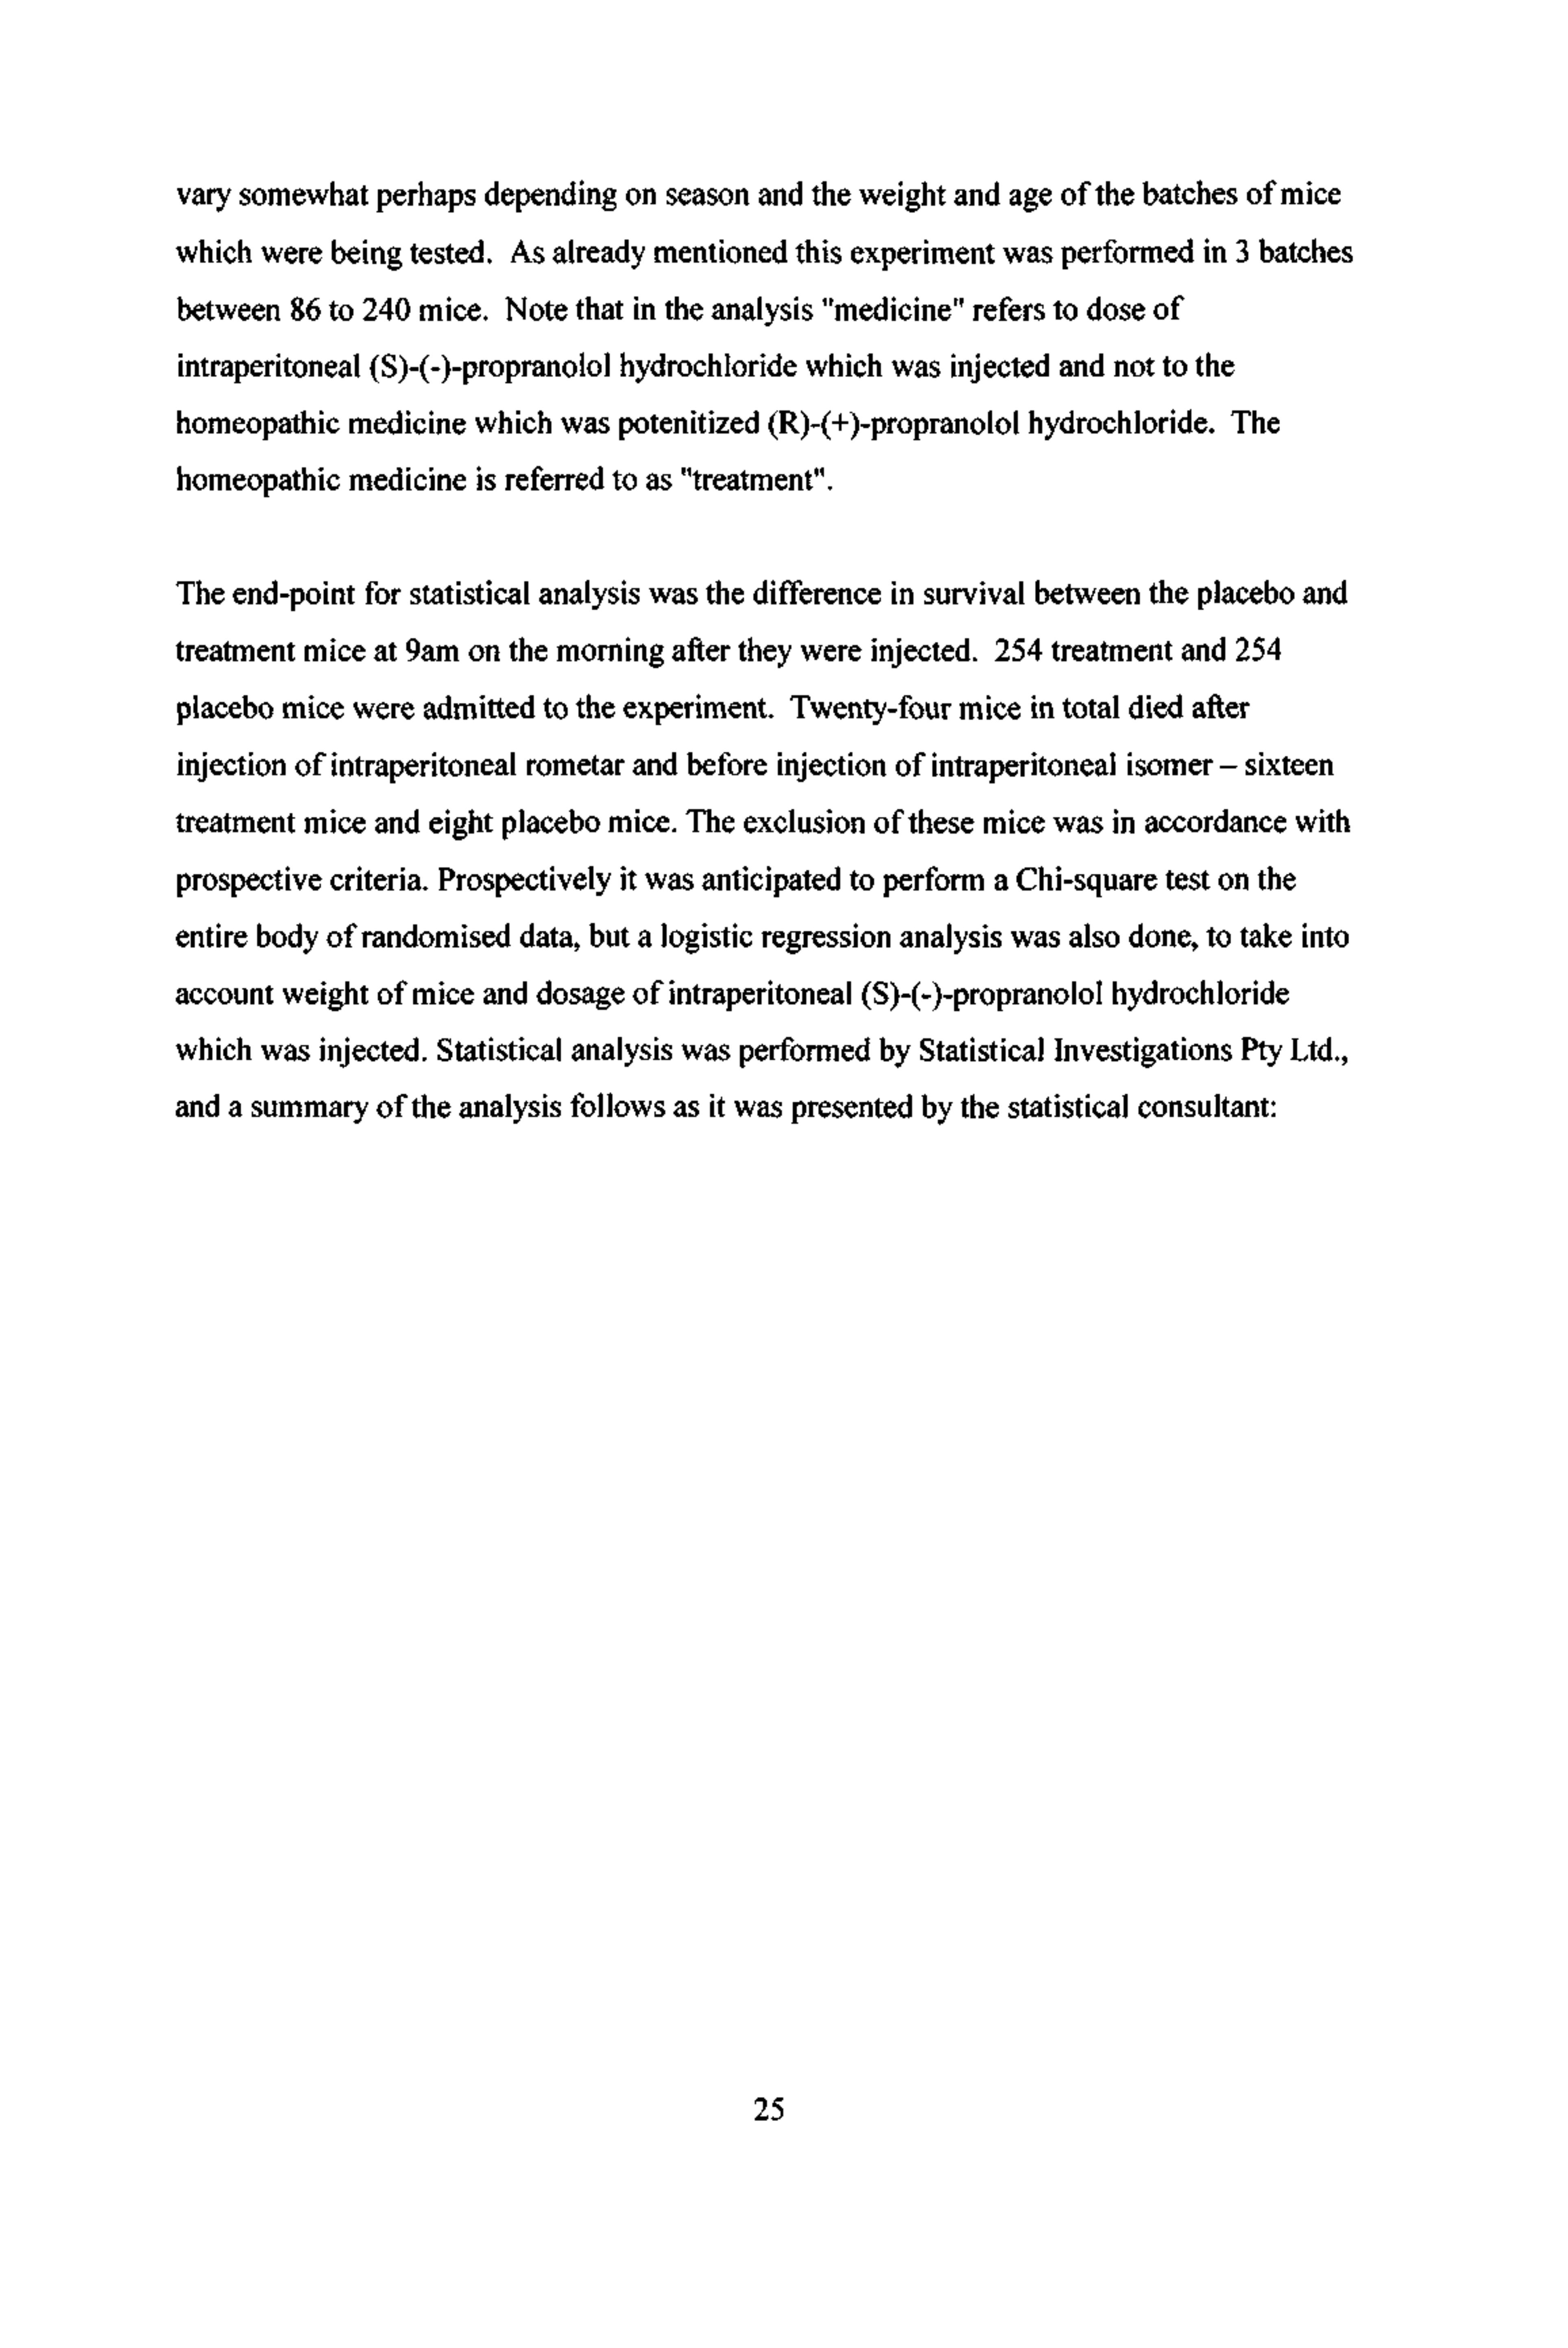 vary somewhat perhaps depending on season and the weight and age of the batches of mice
which were being tested.  As already mentioned this experiment was performed in 3 batches
between 86 to 240 mice.  Note that in the analysis "medicine" refers to dose of
intraperitoneal (S)-(-)-propranolol hydrochloride which was injected and not to the
homeopathic medicine which was potenitized (R)-(+)-propranolol hydrochloride.  The
homeopathic medicine is referred to as "treatment".
The end-point for statistical analysis was the difference in survival between the placebo and
treatment mice at 9am on the morning after they were injected.  254 treatment and 254
placebo mice were admitted to the experiment.  Twenty-four mice in total died after
injection of intraperitoneal rometar and before injection of intraperitoneal isomer – sixteen
treatment mice and eight placebo mice. The exclusion of these mice was in accordance with
prospective criteria. Prospectively it was anticipated to perform a Chi-square test on the
entire body of randomised data, but a logistic regression analysis was also done, to take into
account weight of mice and dosage of intraperitoneal (S)-(-)-propranolol hydrochloride
which was injected. Statistical analysis was performed by Statistical Investigations Pty Ltd.,
and a summary of the analysis follows as it was presented by the statistical consultant:
25